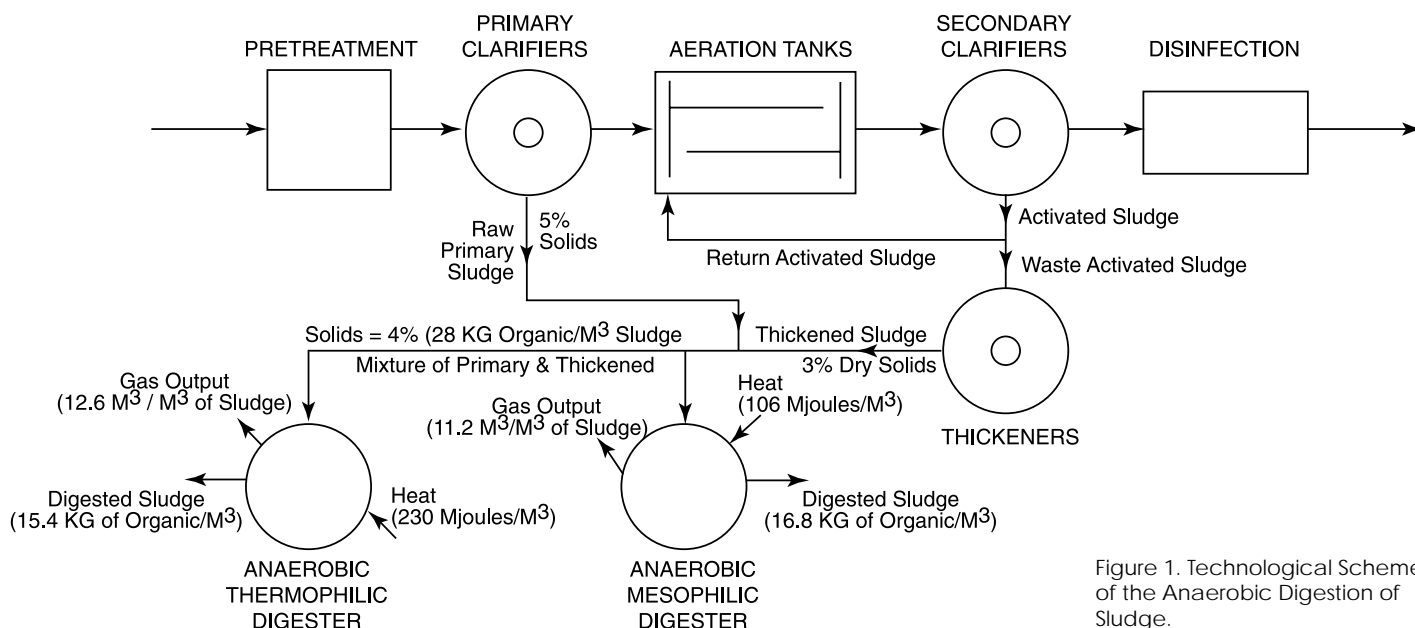 PRETREATMENT
PRIMARY
CLARIFIERS
AERATION TANKS
SECONDARY
CLARIFIERS
DISINFECTION
Raw
Primary
Sludge
5%
Solids
Return Activated Sludge
Activated Sludge
Waste Activated Sludge
Solids = 4% (28 KG Organic/M³ Sludge
Mixture of Primary & Thickened
Thickened Sludge
3% Dry Solids
THICKENERS
Gas Output
(12.6 M³ / M³ of Sludge)
Digested Sludge
(15.4 KG of Organic/M³)
Heat
(230 Mjoules/M³)
ANAEROBIC
THERMOPHILIC
DIGESTER
Gas Output
(11.2 M³/M³ of Sludge)
Heat
(106 Mjoules/M³)
Digested Sludge
(16.8 KG of Organic/M³)
ANAEROBIC
MESOPHILIC
DIGESTER
Figure 1. Technological Scheme
of the Anaerobic Digestion of
Sludge.